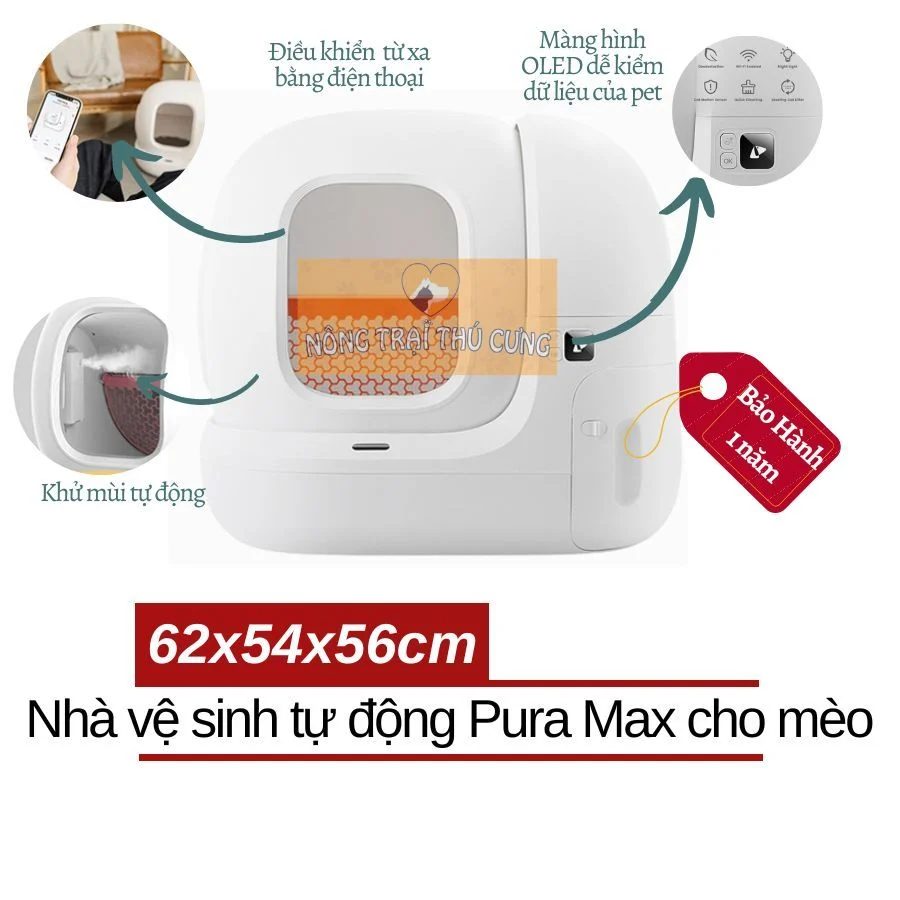 Điều khiển từ xa
bằng điện thoại
Màng hình
OLED dễ kiểm
dữ liệu của pet
OK
NÔNG TRẠI THÚ CƯNG
Bảo Hành
1 năm
Khử mùi tự động
62x54x56cm
Nhà vệ sinh tự động Pura Max cho mèo